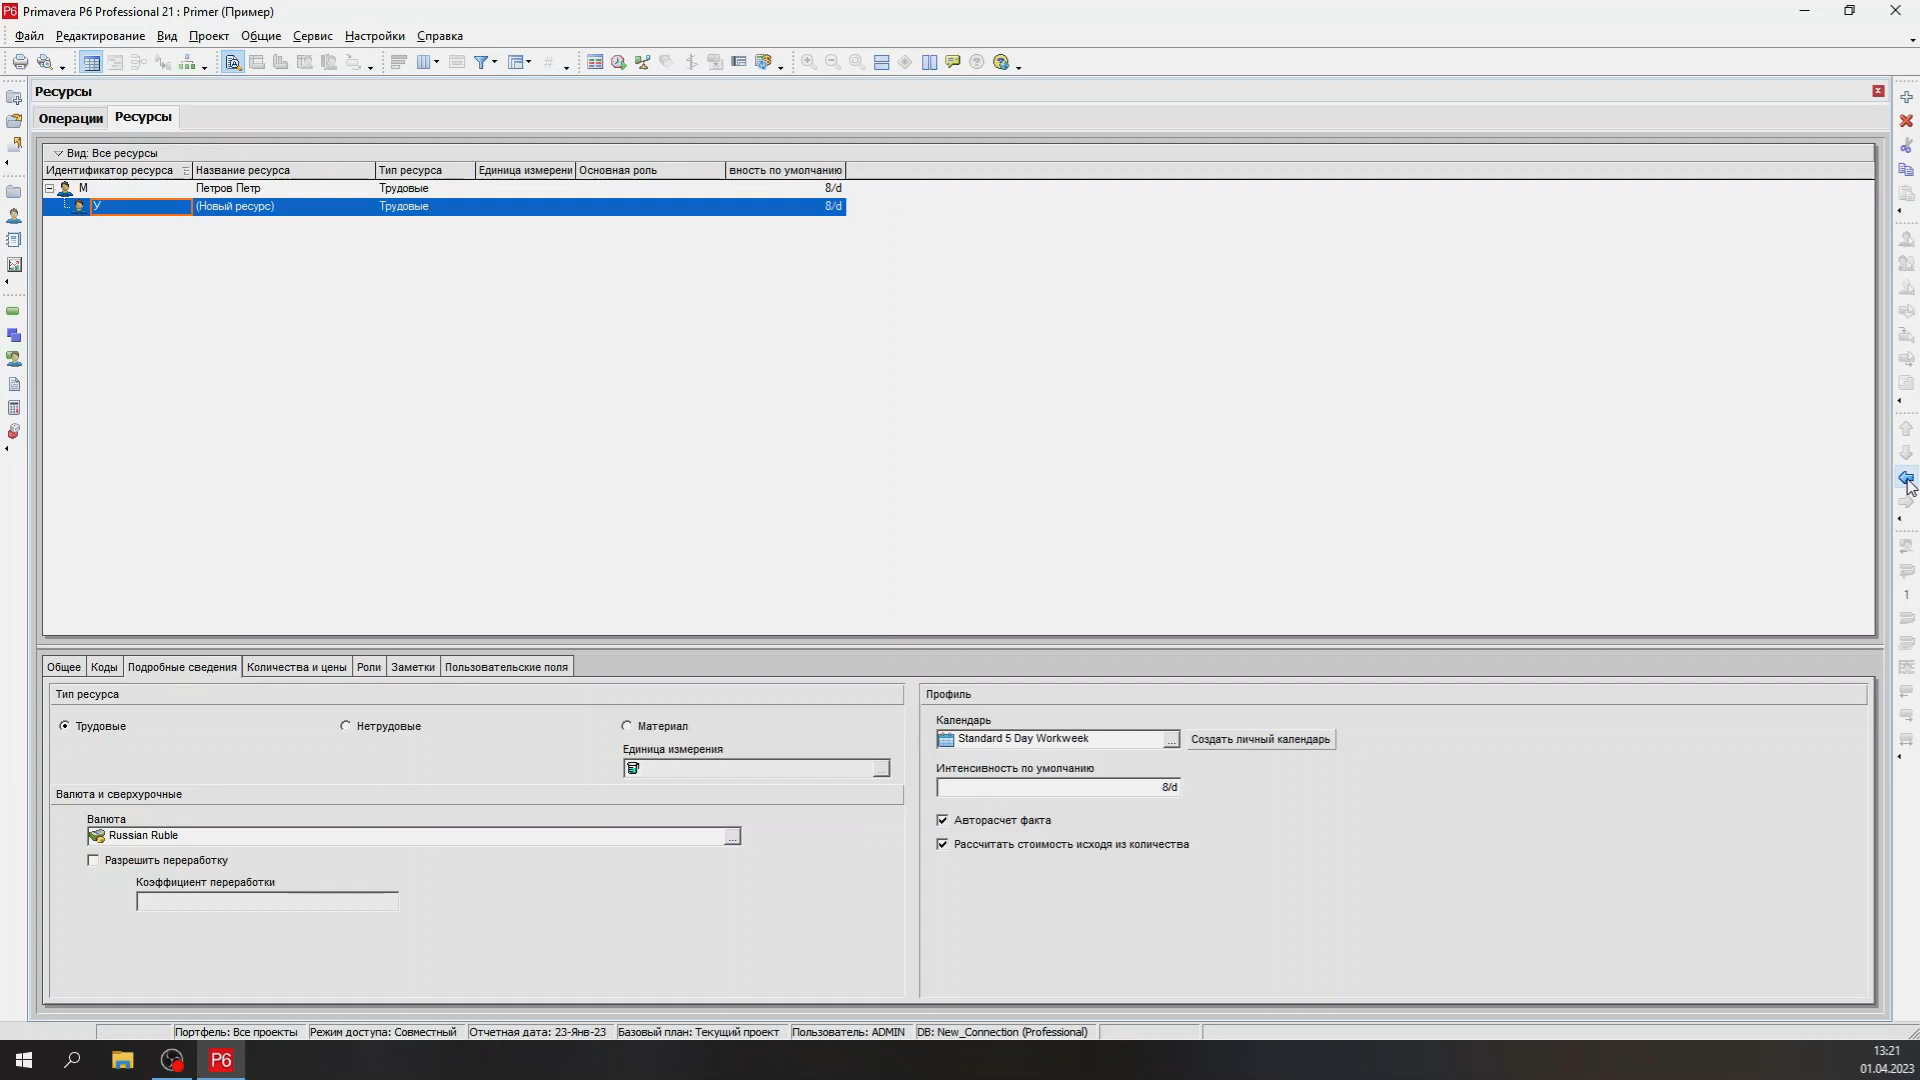 Primavera P6 Professional 21 : Primer (Пример)
Файл Редактирование Вид Проект Общие Сервис Настройки Справка
Ресурсы
Операции Ресурсы
Вид: Все ресурсы
Идентификатор ресурса Название ресурса Тип ресурса Единица измерени Основная роль вность по умолчанию
М Петров Петр Трудовые 8/d
У (Новый ресурс) Трудовые 8/d
1
Общее Коды Подробные сведения Количества и цены Роли Заметки Пользовательские поля
Тип ресурса
Трудовые Нетрудовые Материал
Единица измерения
...
Валюта и сверхурочные
Валюта
Russian Ruble ...
Разрешить переработку
Коэффициент переработки
Профиль
Календарь
Standard 5 Day Workweek ... Создать личный календарь
Интенсивность по умолчанию
8/d
Авторасчет факта
Рассчитать стоимость исходя из количества
Портфель: Все проекты Режим доступа: Совместный Отчетная дата: 23-Янв-23 Базовый план: Текущий проект Пользователь: ADMIN DB: New_Connection (Professional)
P6
13:21
01.04.2023